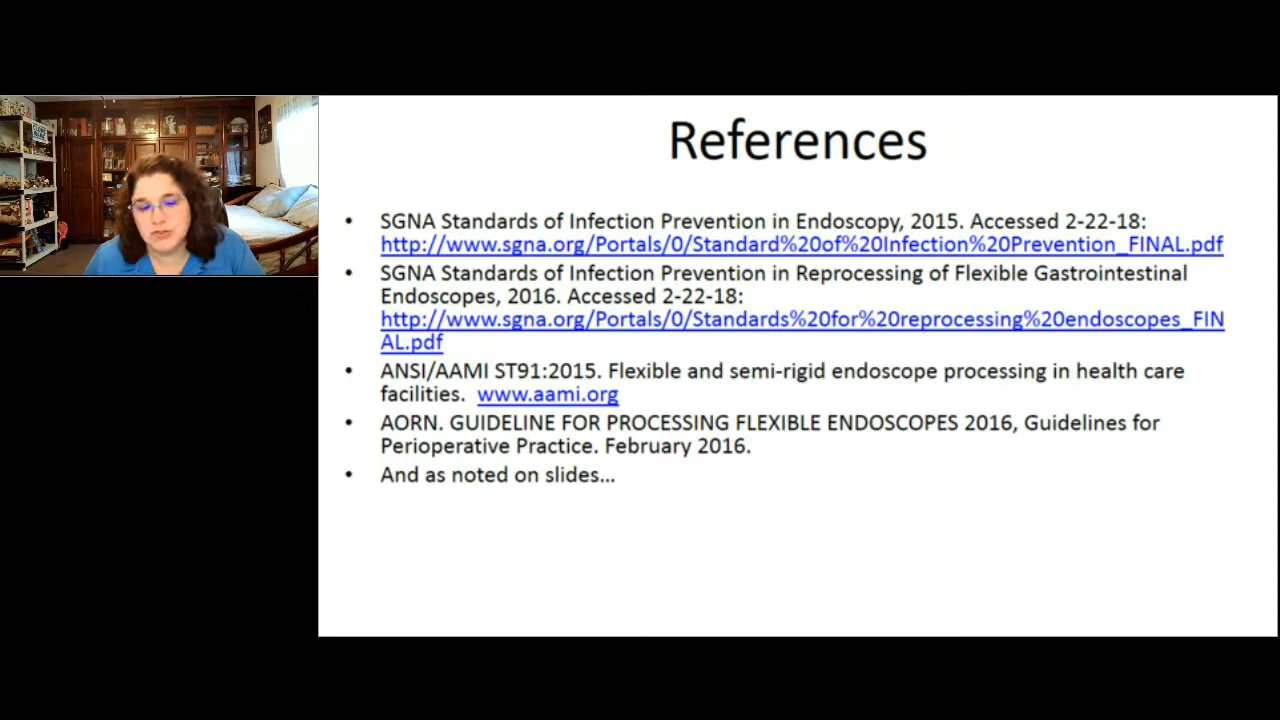 References
• SGNA Standards of Infection Prevention in Endoscopy, 2015. Accessed 2-22-18:
http://www.sgna.org/Portals/0/Standard%20of%20Infection%20Prevention_FINAL.pdf
• SGNA Standards of Infection Prevention in Reprocessing of Flexible Gastrointestinal
Endoscopes, 2016. Accessed 2-22-18:
http://www.sgna.org/Portals/0/Standards%20for%20reprocessing%20endoscopes_FIN
AL.pdf
• ANSI/AAMI ST91:2015. Flexible and semi-rigid endoscope processing in health care
facilities. www.aami.org
• AORN. GUIDELINE FOR PROCESSING FLEXIBLE ENDOSCOPES 2016, Guidelines for
Perioperative Practice. February 2016.
• And as noted on slides...